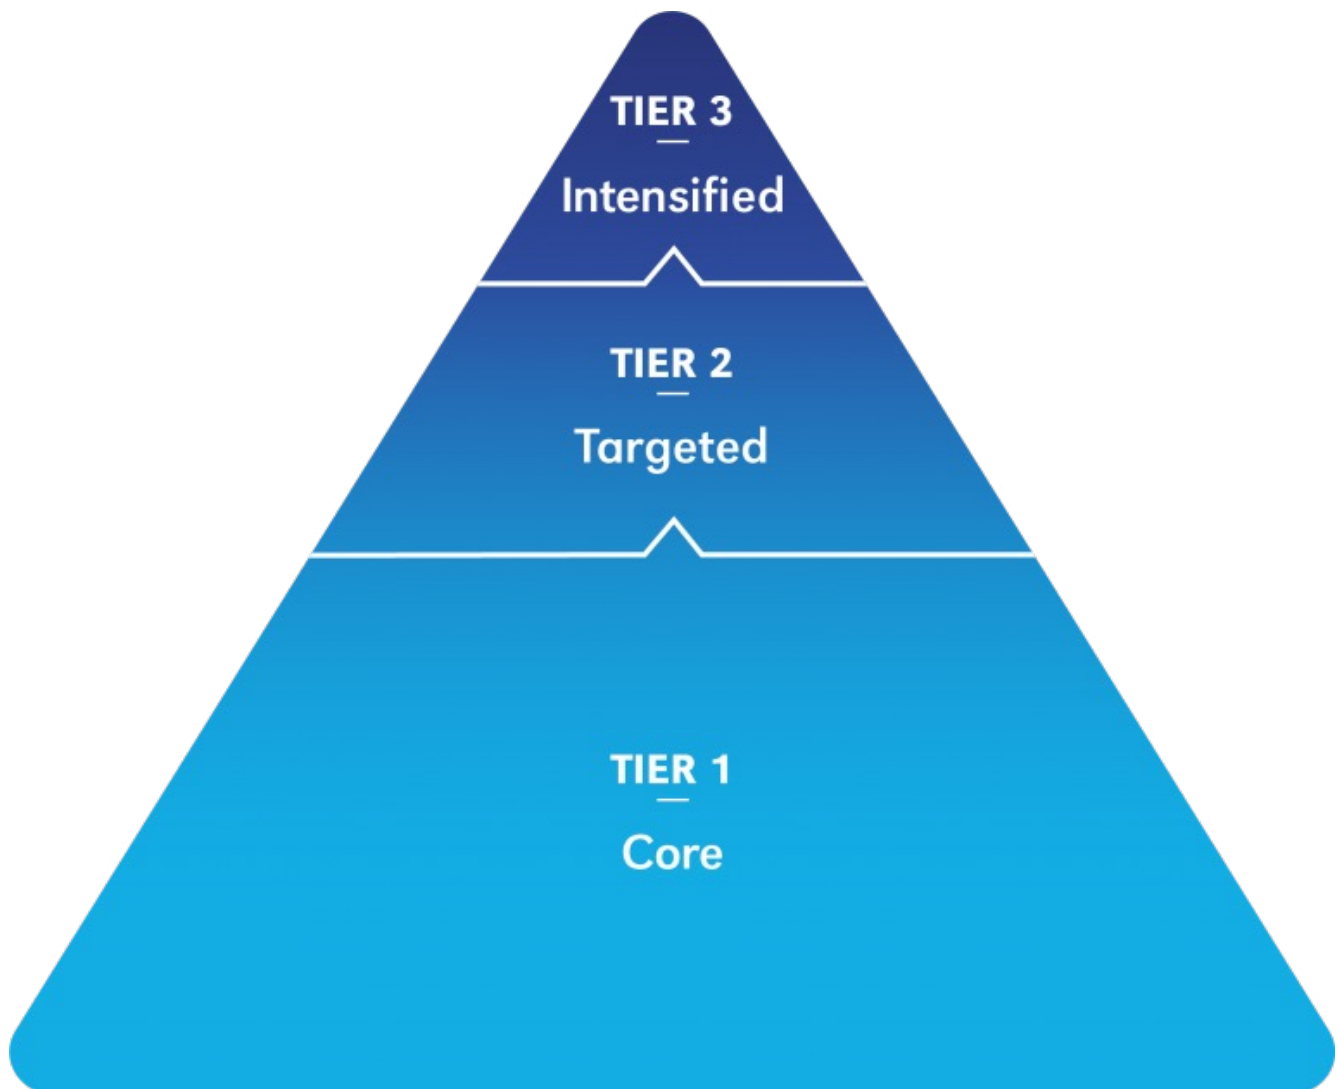 TIER 3
Intensified
TIER 2
Targeted
TIER 1
Core